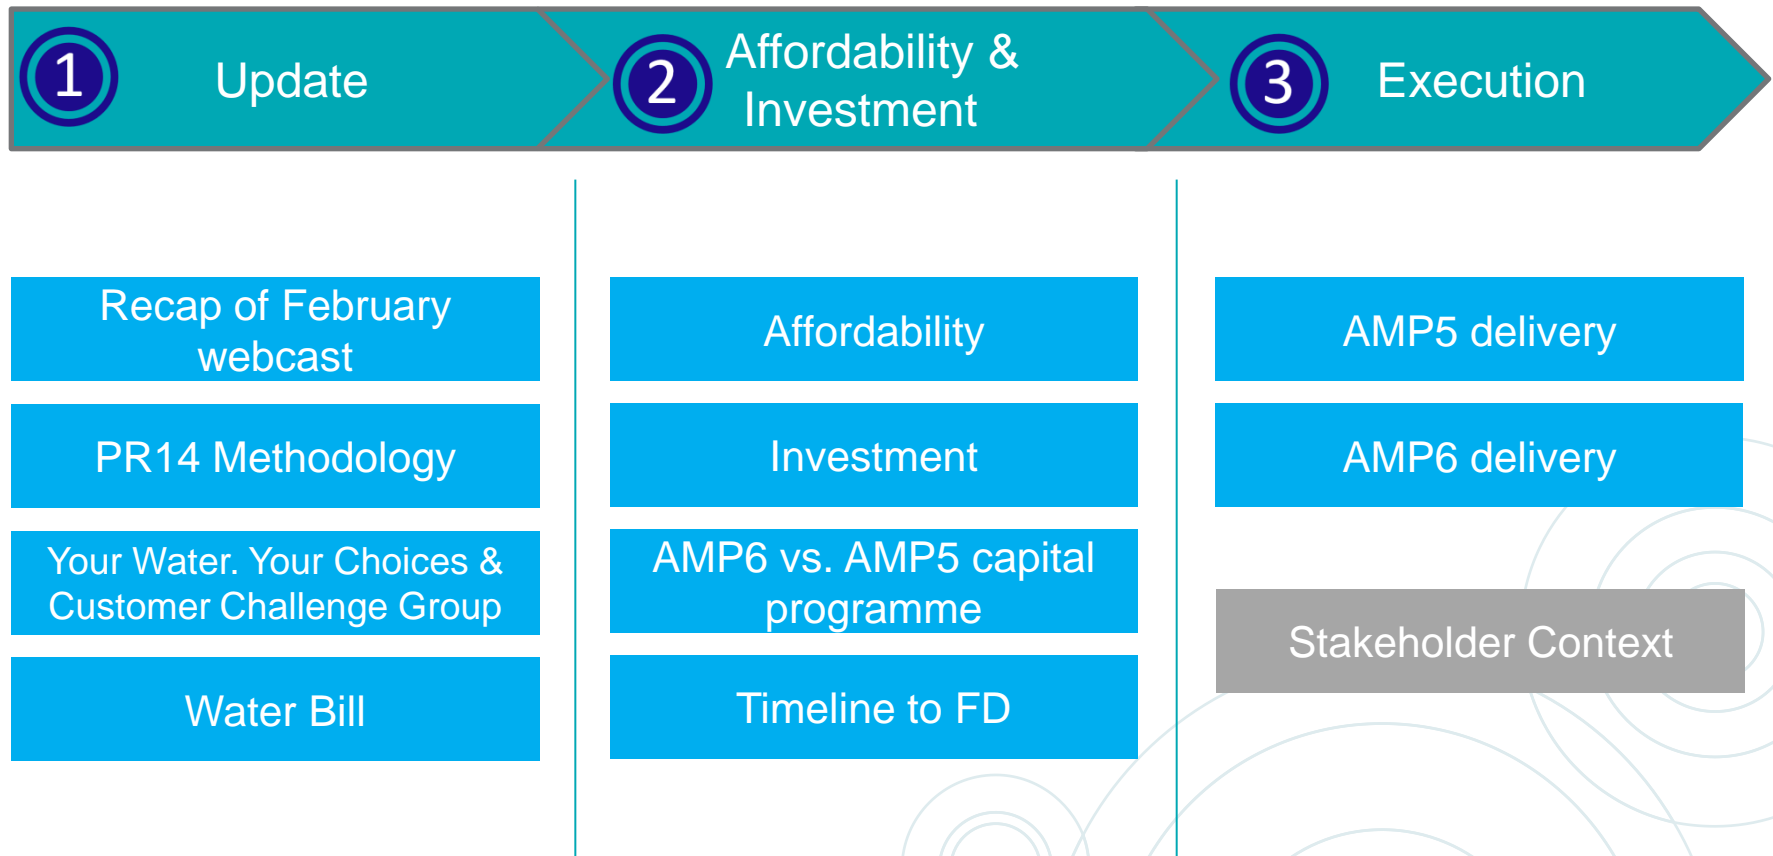 1
Update
2
Affordability &
Investment
3
Execution
Recap of February
webcast
PR14 Methodology
Your Water. Your Choices &
Customer Challenge Group
Water Bill
Affordability
Investment
AMP6 vs. AMP5 capital
programme
Timeline to FD
AMP5 delivery
AMP6 delivery
Stakeholder Context